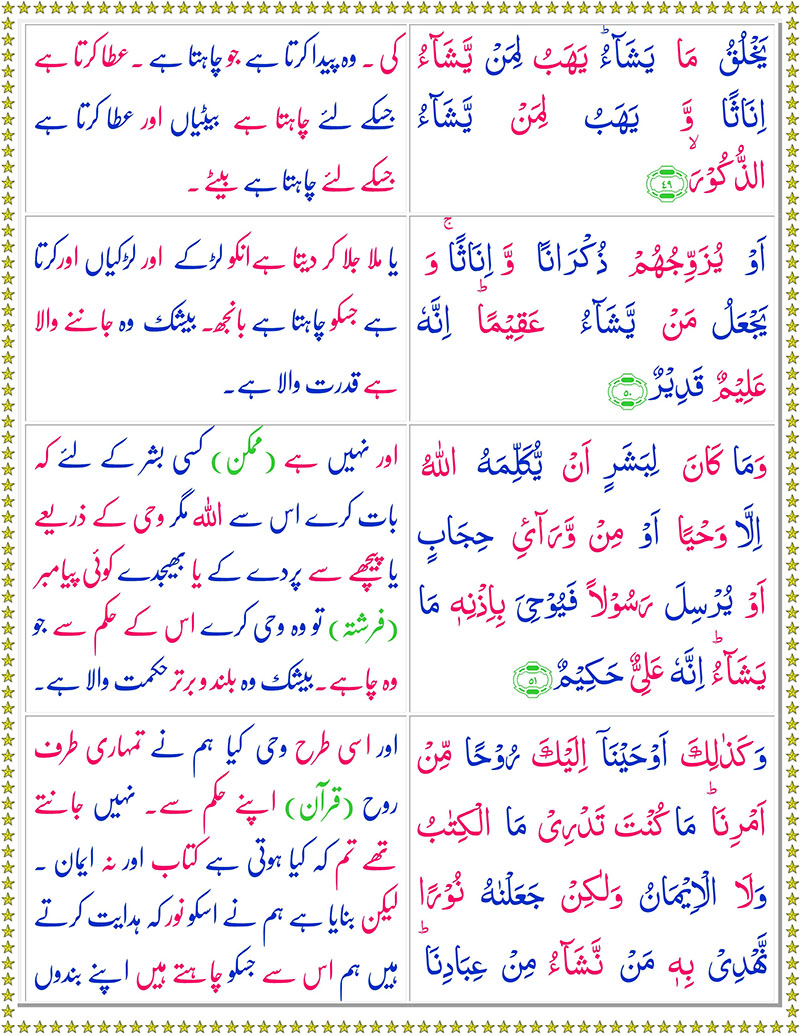 يَخْلُقُ مَا يَشَآءُ ؕ يَهَبُ لِمَنْ يَّشَآءُ
اِنَاثًا وَّ يَهَبُ لِمَنْ يَّشَآءُ
الذُّكُوْرَ ۙ ﴿٤٩﴾
کی ۔ وہ پیدا کرتا ہے جو چاہتا ہے ۔ عطا کرتا ہے
جسکے لئے چاہتا ہے بیٹیاں اور عطا کرتا ہے
جسکے لئے چاہتا ہے بیٹے ۔
اَوْ يُزَوِّجُهُمْ ذُكْرَانًا وَّ اِنَاثًا ۚ وَ
يَجْعَلُ مَنْ يَّشَآءُ عَقِيْمًا ؕ اِنَّهٗ
عَلِيْمٌ قَدِيْرٌ ﴿٥٠﴾
یا ملا جلا کر دیتا ہے انکو لڑکے اور لڑکیاں اور کرتا
ہے جسکو چاہتا ہے بانجھ۔ بیشک وہ جاننے والا
ہے قدرت والا ہے۔
وَمَا كَانَ لِبَشَرٍ اَنْ يُّكَلِّمَهُ اللّٰهُ
اِلَّا وَحْيًا اَوْ مِنْ وَّرَآئِ حِجَابٍ
اَوْ يُرْسِلَ رَسُوْلاً فَيُوْحِىَ بِاِذْنِهٖ مَا
يَشَآءُ ؕ اِنَّهٗ عَلِىٌّ حَكِيْمٌ ﴿٥١﴾
اور نہیں ہے (ممکن) کسی بشر کے لئے کہ
بات کرے اس سے اللہ مگر وحی کے ذریعے
یا پیچھے سے پردے کے یا بھیجدے کوئی پیامبر
(فرشتہ) تو وہ وحی کرے اس کے حکم سے جو
وہ چاہے۔ بیشک وہ بلند و برتر حکمت والا ہے۔
وَكَذٰلِكَ اَوْحَيْنَآ اِلَيْكَ رُوْحًا مِّنْ
اَمْرِنَا ؕ مَا كُنْتَ تَدْرِىْ مَا الْكِتٰبُ
وَلَا الْاِيْمَانُ وَلٰكِنْ جَعَلْنٰهُ نُوْرًا
نَّهْدِىْ بِهٖ مَنْ نَّشَآءُ مِنْ عِبَادِنَا ؕ
اور اسی طرح وحی کیا ہم نے تمہاری طرف
روح (قرآن) اپنے حکم سے۔ نہیں جانتے
تھے تم کہ کیا ہوتی ہے کتاب اور نہ ایمان ۔
لیکن بنایا ہے ہم نے اسکو نور کہ ہدایت کرتے
ہیں ہم اس سے جسکو چاہتے ہیں اپنے بندوں